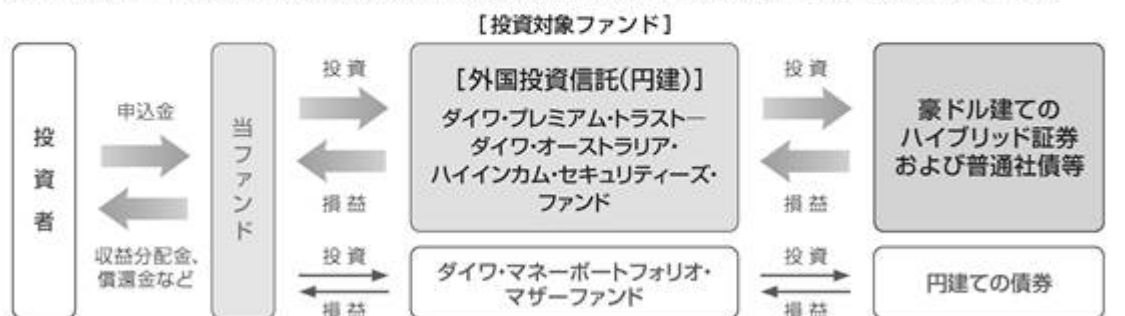 [投資対象ファンド]
投資者
申込金
収益分配金、
償還金など
当ファンド
投資
損益
[外国投資信託(円建)]
ダイワ・プレミアム・トラスト―
ダイワ・オーストラリア・
ハイインカム・セキュリティーズ・
ファンド
投資
損益
豪ドル建ての
ハイブリッド証券
および普通社債等
投資
損益
ダイワ・マネーポートフォリオ・
マザーファンド
投資
損益
円建ての債券